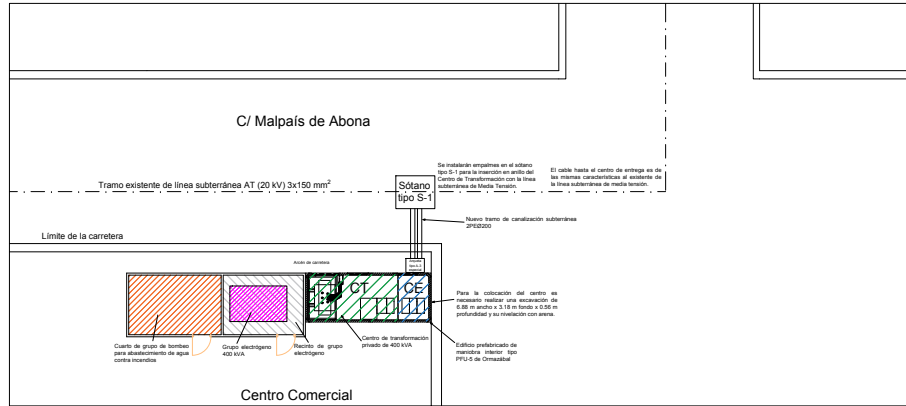 C/ Malpaís de Abona
Se instalarán empalmes en el sótano
tipo S-1 para la inserción en anillo del
Centro de Transformación con la línea
subterránea de Media Tensión.
El cable hasta el centro de entrega es de
las mismas características al existente de
la línea subterránea de media tensión.
Tramo existente de línea subterránea AT (20 kV) 3x150 mm²
Sótano
tipo S-1
Nuevo tramo de canalización subterránea
2PEØ200
Límite de la carretera
Arcén de carretera
Arqueta
tipo A-3
CT
CE
Para la colocación del centro es
necesario realizar una excavación de
6.88 m ancho x 3.18 m fondo x 0.56 m
profundidad y su nivelación con arena.
Cuarto de grupo de bombeo
para abastecimiento de agua
contra incendios
Grupo electrógeno
400 kVA
Recinto de grupo
electrógeno
Centro de transformación
privado de 400 kVA
Edificio prefabricado de
maniobra interior tipo
PFU-5 de Ormazábal
Centro Comercial